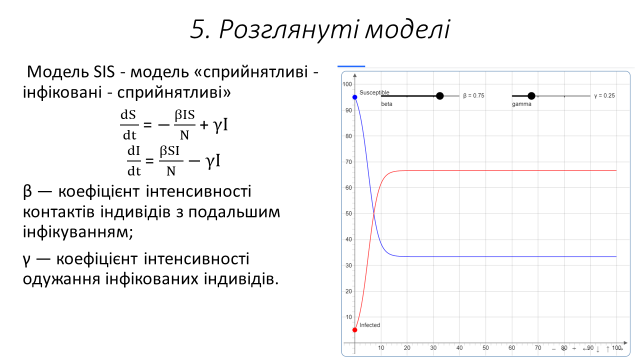 5. Розглянуті моделі
Модель SIS - модель «сприйнятливі -
інфіковані - сприйнятливі»
dS/dt = − βIS/N + γI
dI/dt = βSI/N − γI
β — коефіцієнт інтенсивності
контактів індивідів з подальшим
інфікуванням;
γ — коефіцієнт інтенсивності
одужання інфікованих індивідів.
100
Susceptible
β = 0.75
γ = 0.25
beta
gamma
90
80
70
60
50
40
30
20
10
Infected
10 20 30 40 50 60 70 80 90 100